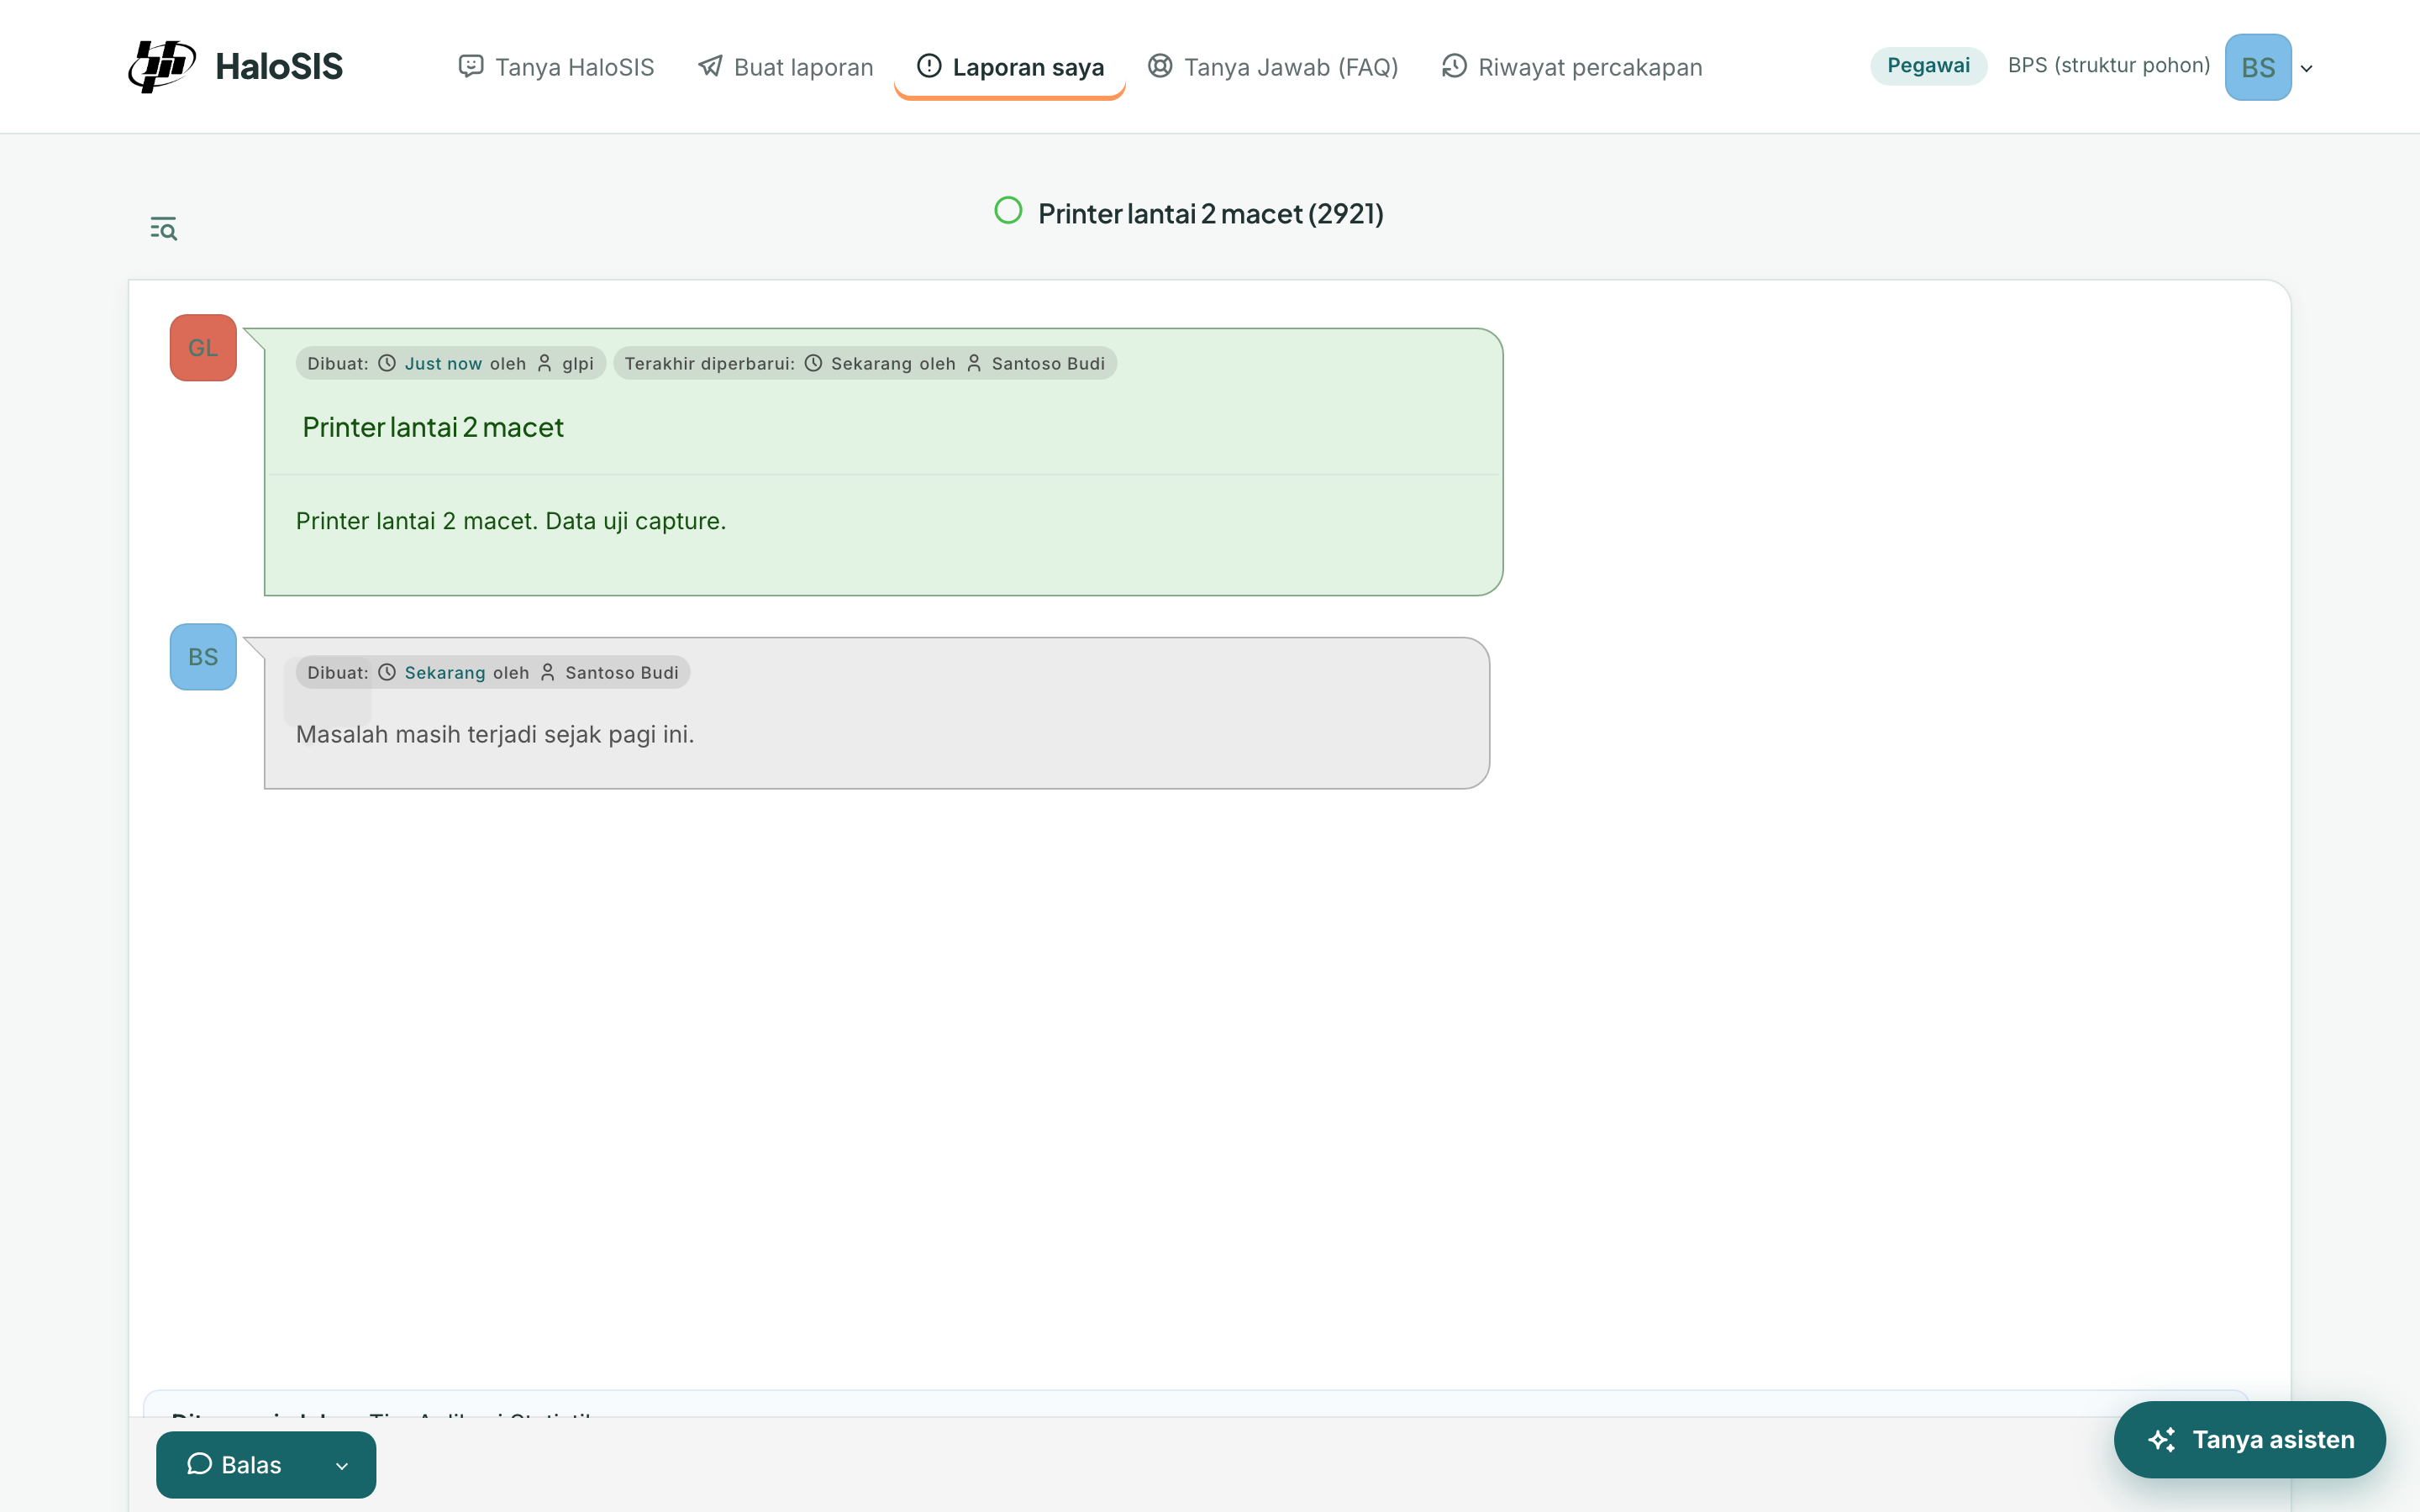 HaloSIS
Tanya HaloSIS
Buat laporan
Laporan saya
Tanya Jawab (FAQ)
Riwayat percakapan
Pegawai
BPS (struktur pohon)
BS
Printer lantai 2 macet (2921)
GL
Dibuat: Just now oleh glpi
Terakhir diperbarui: Sekarang oleh Santoso Budi
Printer lantai 2 macet
Printer lantai 2 macet. Data uji capture.
BS
Dibuat: Sekarang oleh Santoso Budi
Masalah masih terjadi sejak pagi ini.
Tim Aplikasi Statistik
Balas
Tanya asisten